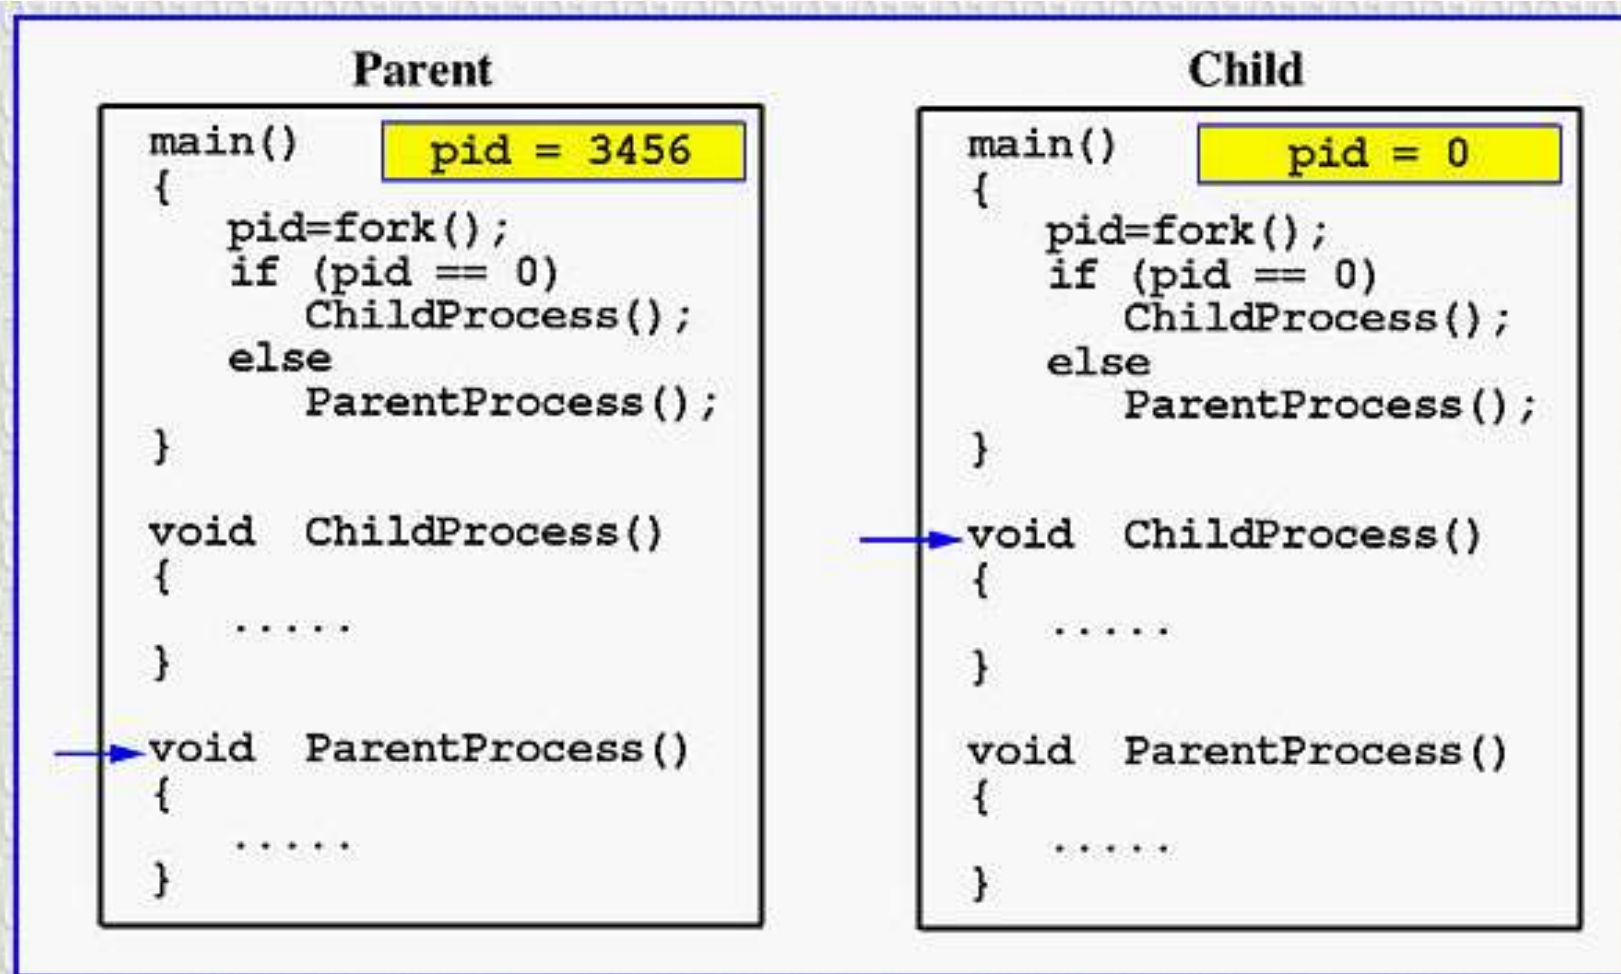 Parent
main()
pid = 3456
{
pid=fork();
if (pid == 0)
ChildProcess();
else
ParentProcess();
}
void ChildProcess()
{
.....
}
void ParentProcess()
{
.....
}
Child
main()
pid = 0
{
pid=fork();
if (pid == 0)
ChildProcess();
else
ParentProcess();
}
void ChildProcess()
{
.....
}
void ParentProcess()
{
.....
}